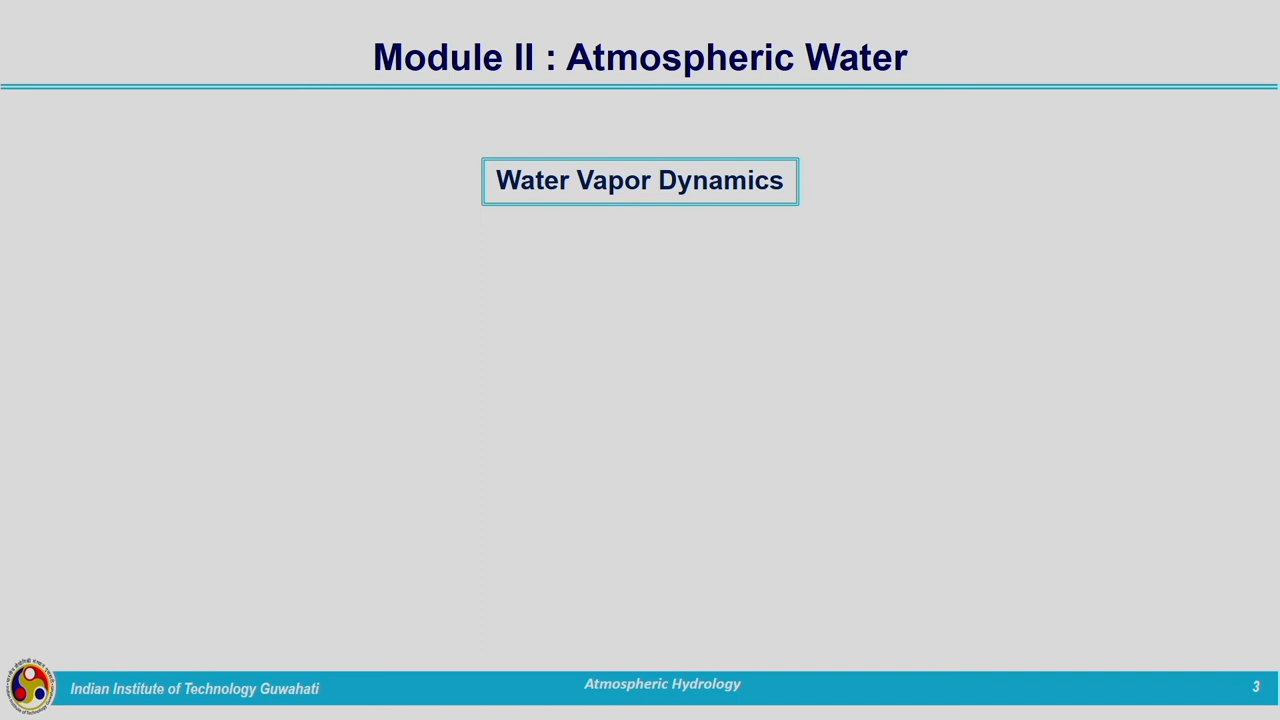 Module II : Atmospheric Water
Water Vapor Dynamics
Indian Institute of Technology Guwahati
Atmospheric Hydrology
3